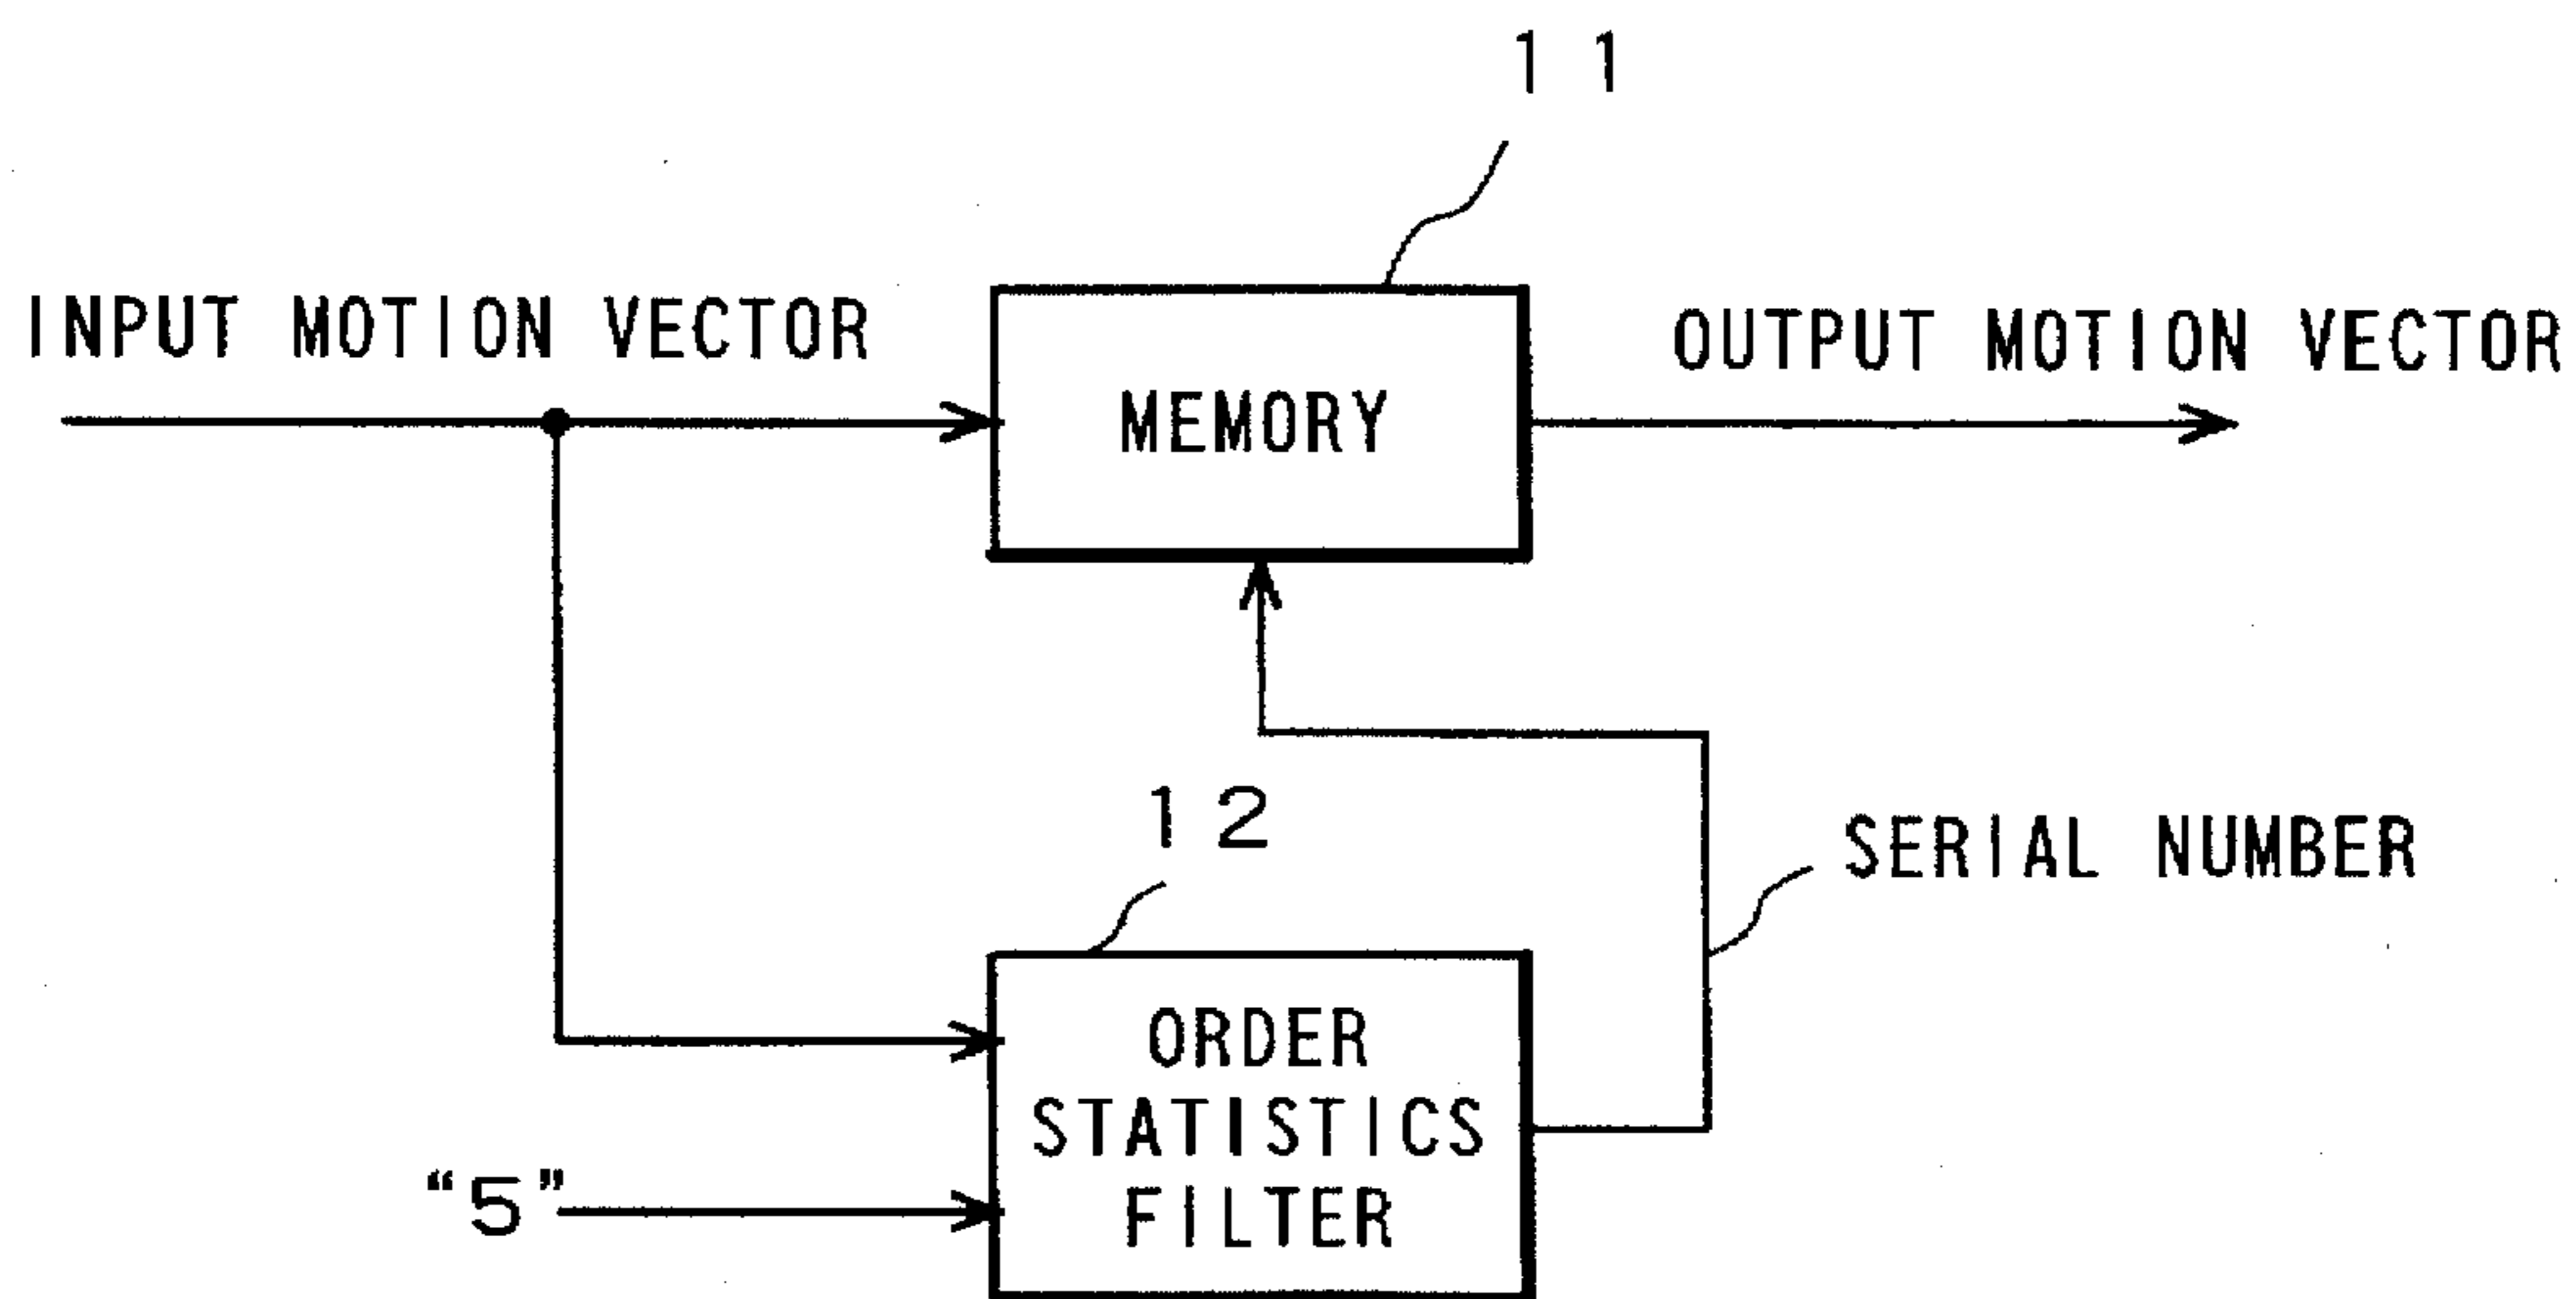 11
INPUT MOTION VECTOR
OUTPUT MOTION VECTOR
MEMORY
12
SERIAL NUMBER
ORDER
STATISTICS
FILTER
“5”